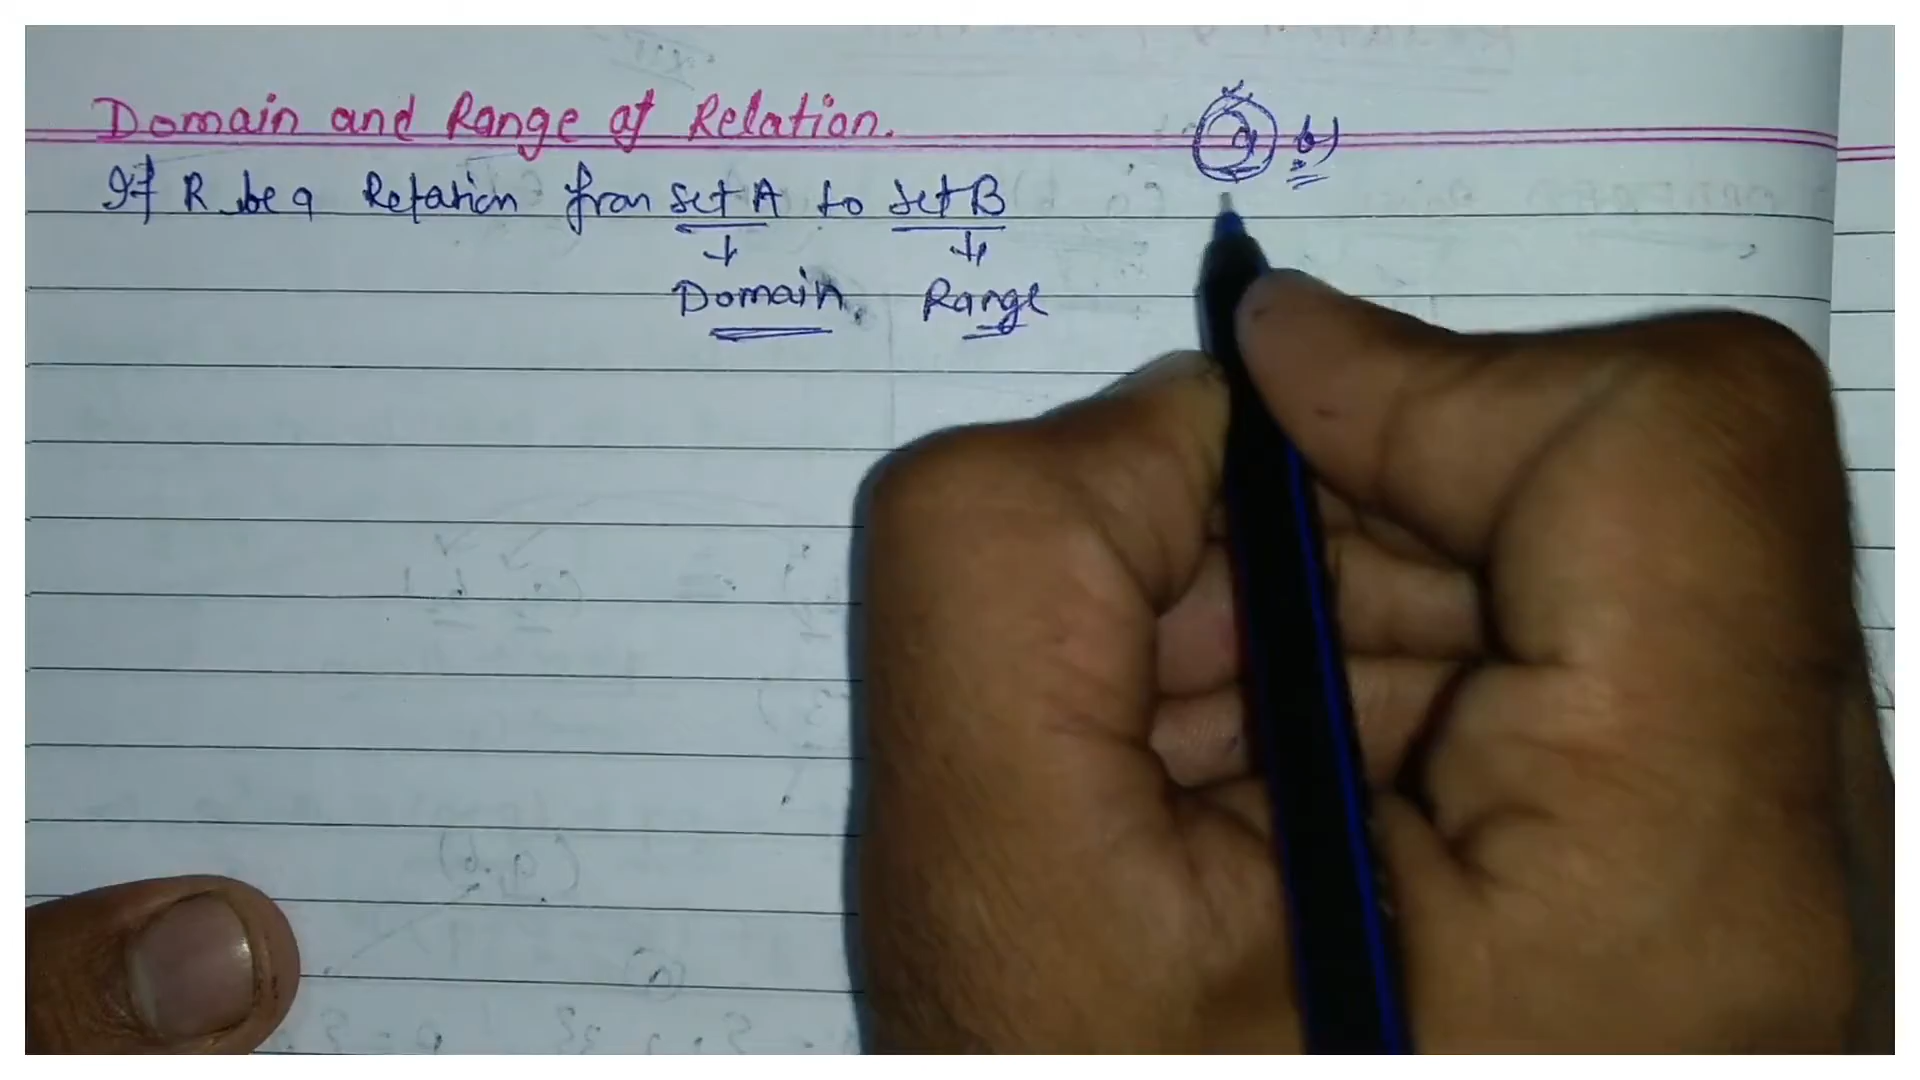 Domain and Range of Relation.
If R be a Relation from set A to set B
Domain, Range
(a, b)